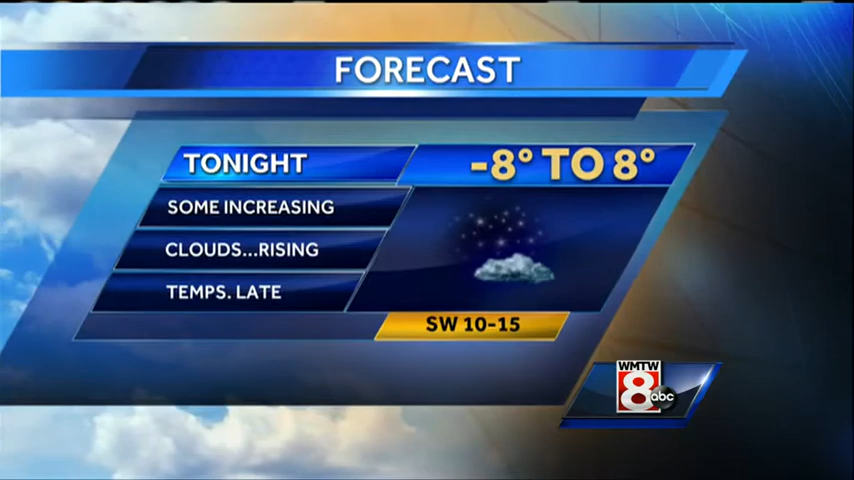 FORECAST
TONIGHT
-8° TO 8°
SOME INCREASING
CLOUDS...RISING
TEMPS. LATE
SW 10-15
WMTW
8
abc